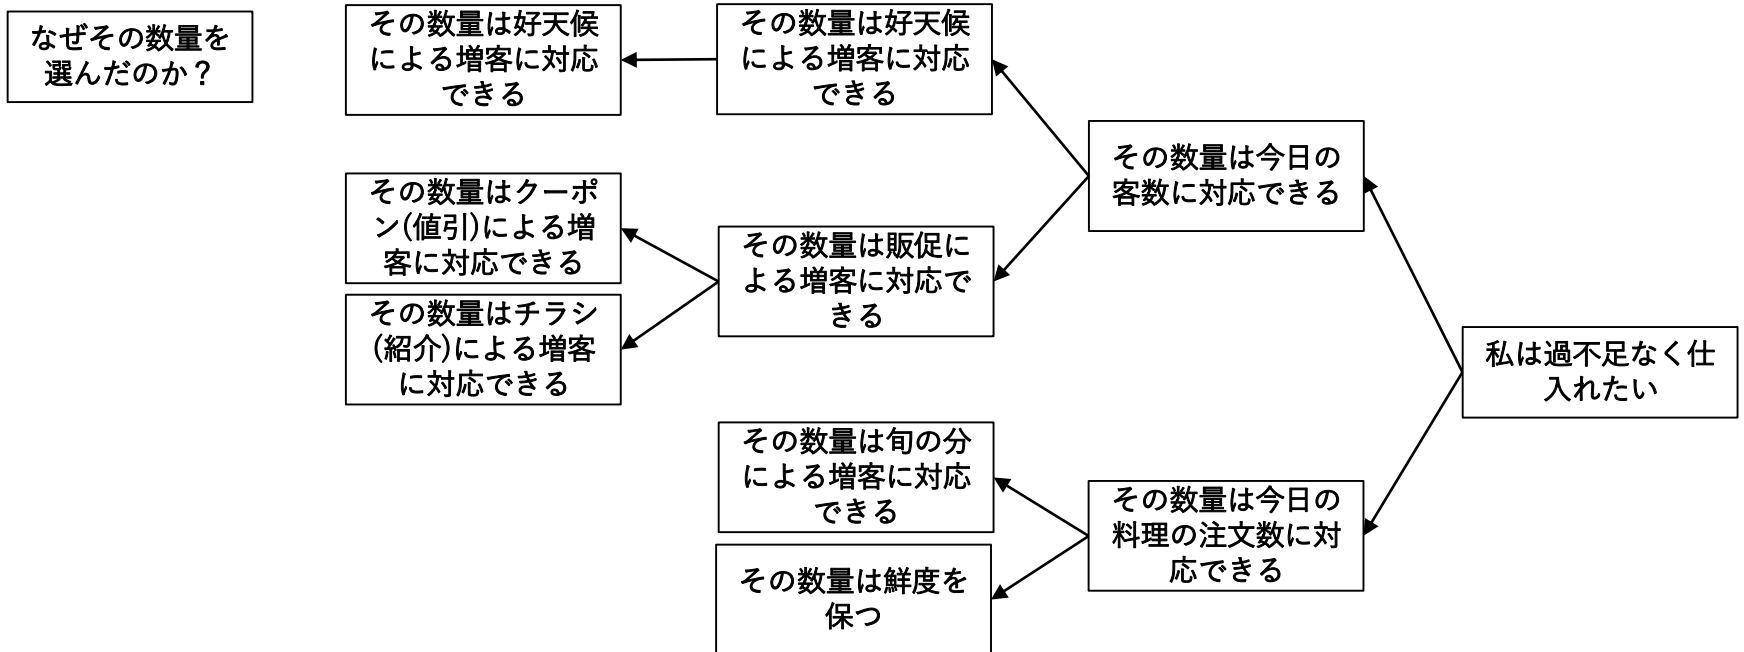 なぜその数量を
選んだのか？
その数量は好天候
による増客に対応
できる
その数量は好天候
による増客に対応
できる
その数量は今日の
客数に対応できる
その数量はクーポ
ン(値引)による増
客に対応できる
その数量は販促に
よる増客に対応で
きる
その数量はチラシ
(紹介)による増客
に対応できる
私は過不足なく仕
入れたい
その数量は旬の分
による増客に対応
できる
その数量は今日の
料理の注文数に対
応できる
その数量は鮮度を
保つ